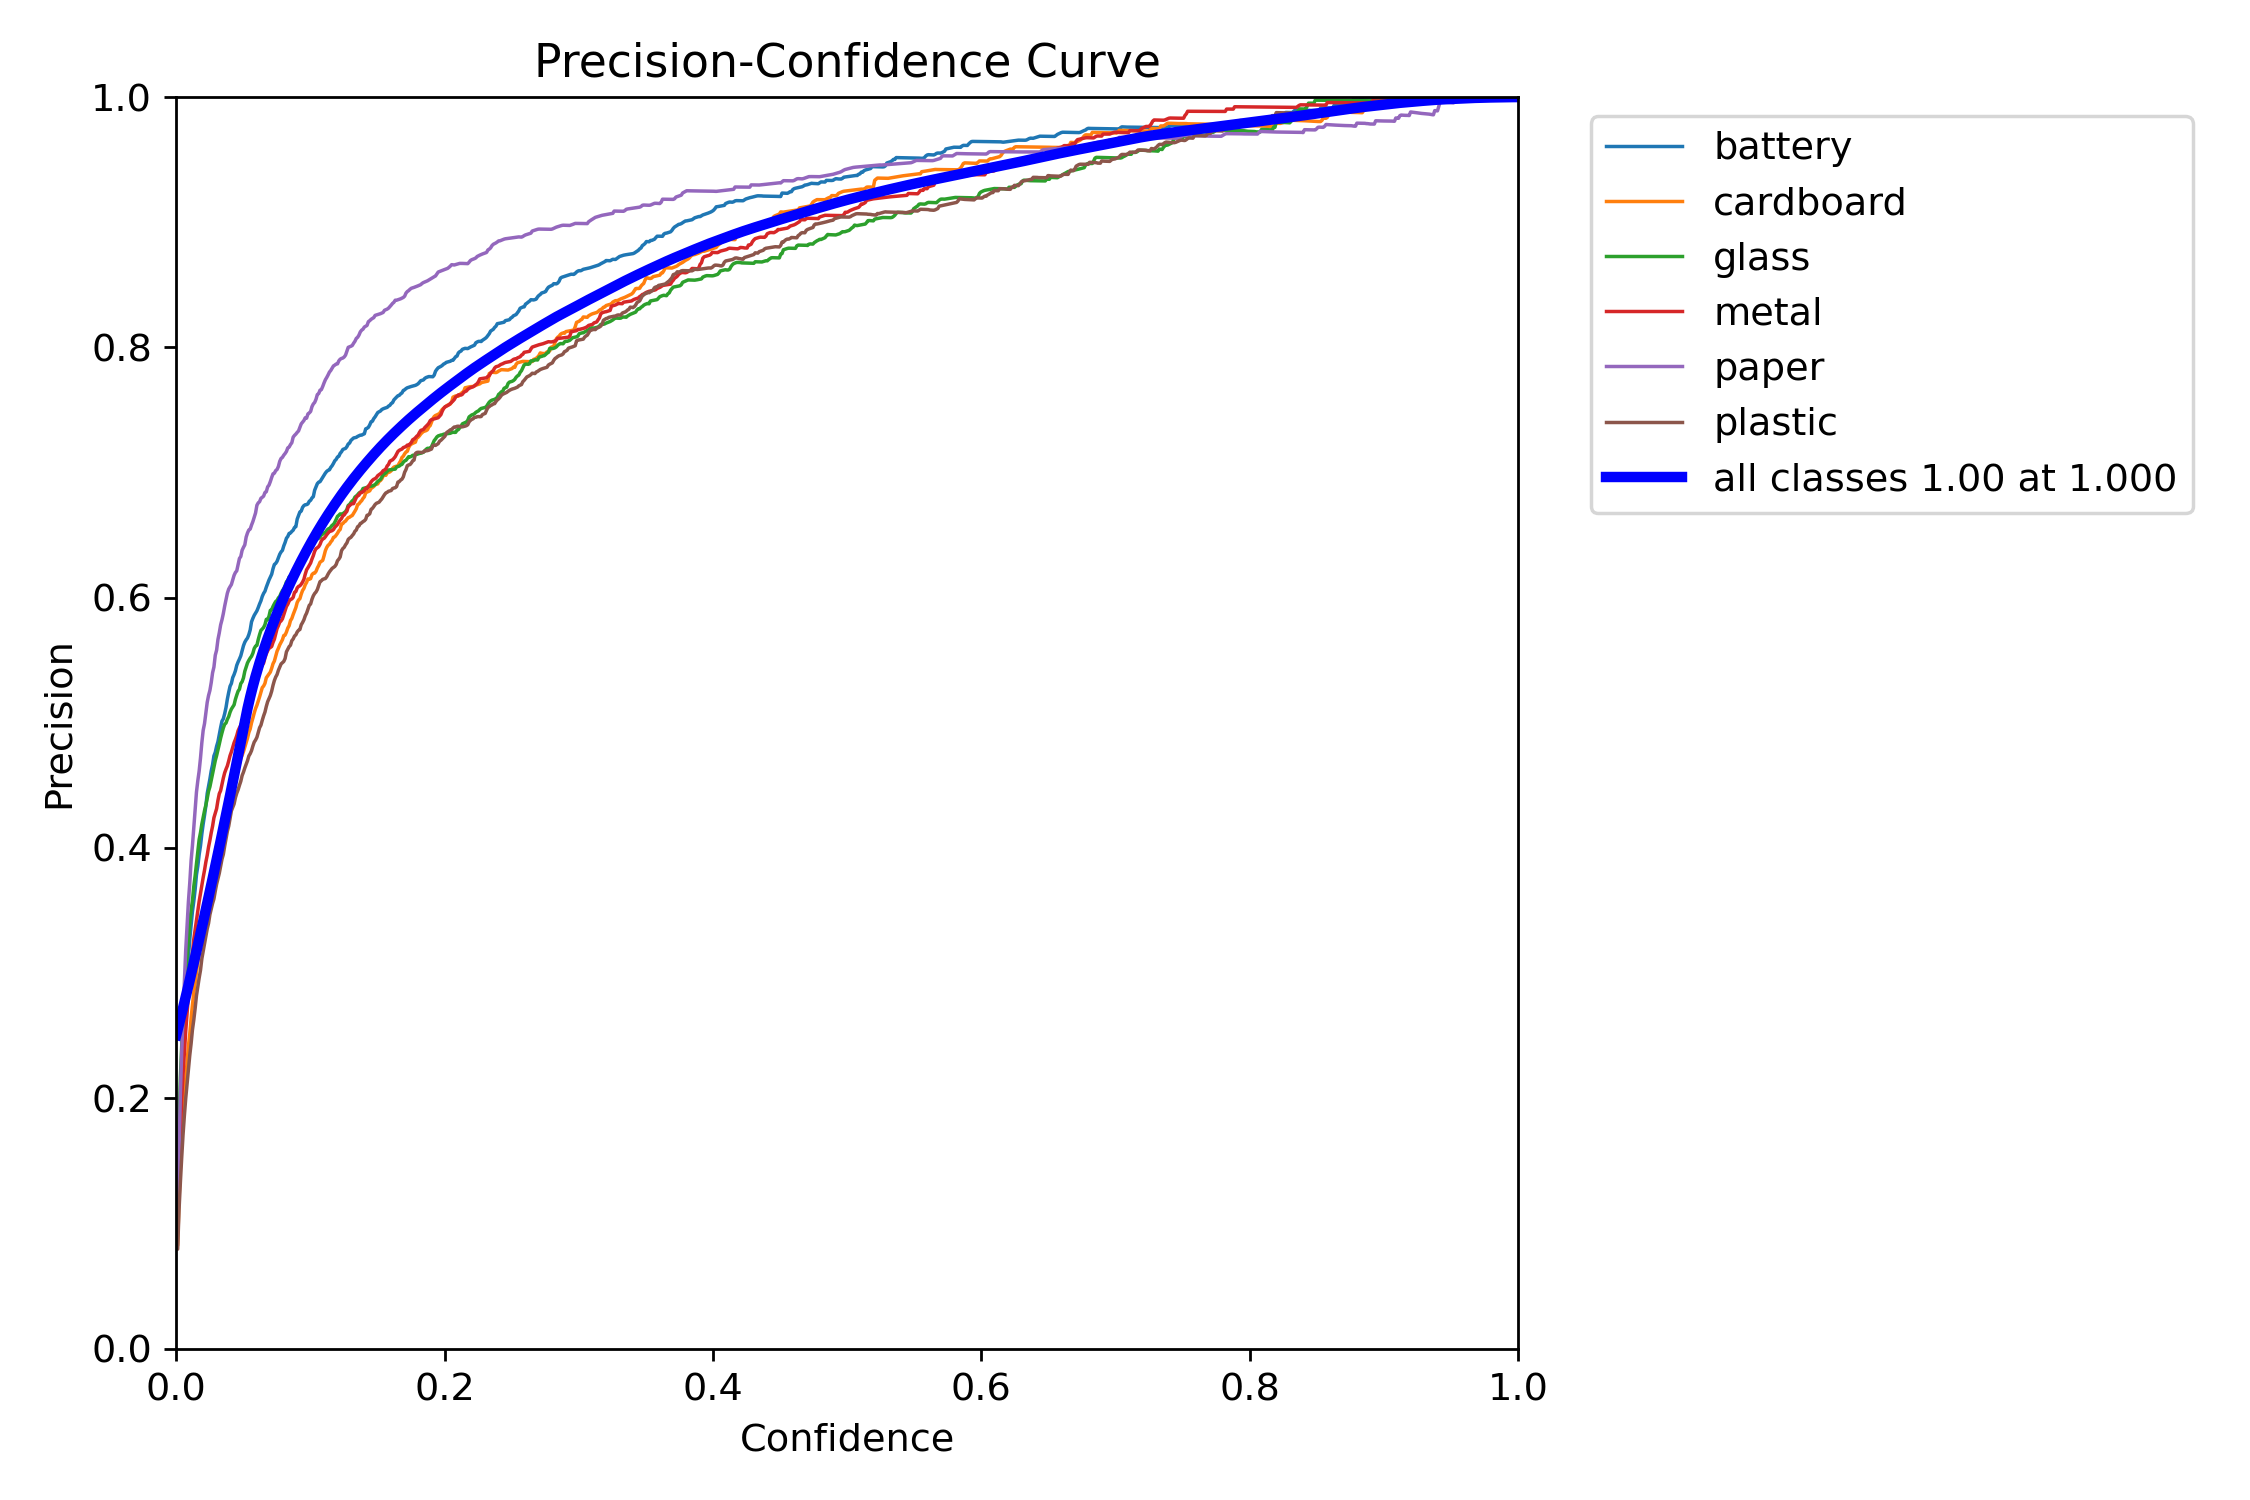 Precision-Confidence Curve
1.0
0.8
0.6
0.4
0.2
0.0
Precision
0.0 0.2 0.4 0.6 0.8 1.0
Confidence
battery
cardboard
glass
metal
paper
plastic
all classes 1.00 at 1.000